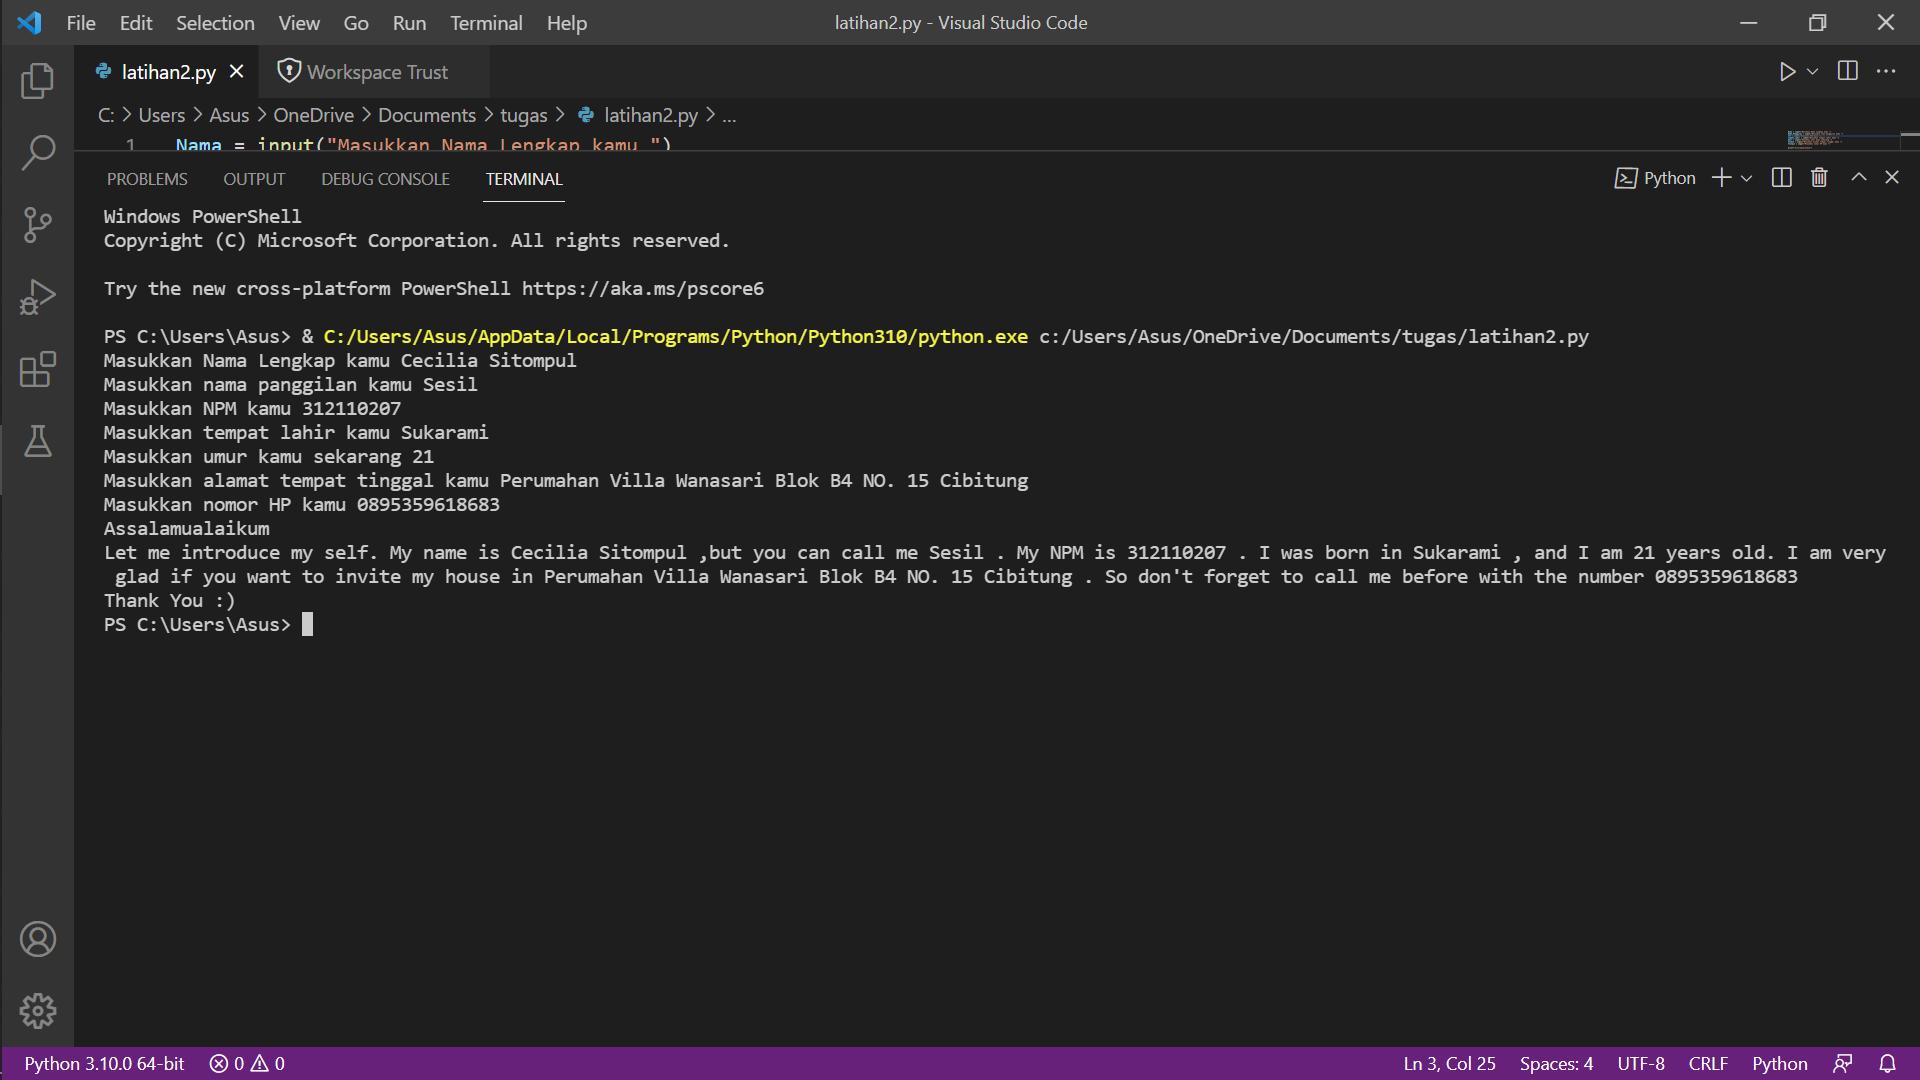 File Edit Selection View Go Run Terminal Help latihan2.py - Visual Studio Code
latihan2.py Workspace Trust
C: > Users > Asus > OneDrive > Documents > tugas > latihan2.py > ...
1 Nama = input("Masukkan Nama Lengkap kamu ")
PROBLEMS OUTPUT DEBUG CONSOLE TERMINAL Python
Windows PowerShell
Copyright (C) Microsoft Corporation. All rights reserved.
Try the new cross-platform PowerShell https://aka.ms/pscore6
PS C:\Users\Asus> & C:/Users/Asus/AppData/Local/Programs/Python/Python310/python.exe c:/Users/Asus/OneDrive/Documents/tugas/latihan2.py
Masukkan Nama Lengkap kamu Cecilia Sitompul
Masukkan nama panggilan kamu Sesil
Masukkan NPM kamu 312110207
Masukkan tempat lahir kamu Sukarami
Masukkan umur kamu sekarang 21
Masukkan alamat tempat tinggal kamu Perumahan Villa Wanasari Blok B4 NO. 15 Cibitung
Masukkan nomor HP kamu 0895359618683
Assalamualaikum
Let me introduce my self. My name is Cecilia Sitompul ,but you can call me Sesil . My NPM is 312110207 . I was born in Sukarami , and I am 21 years old. I am very
glad if you want to invite my house in Perumahan Villa Wanasari Blok B4 NO. 15 Cibitung . So don't forget to call me before with the number 0895359618683
Thank You :)
PS C:\Users\Asus>
Python 3.10.0 64-bit 0 0 Ln 3, Col 25 Spaces: 4 UTF-8 CRLF Python